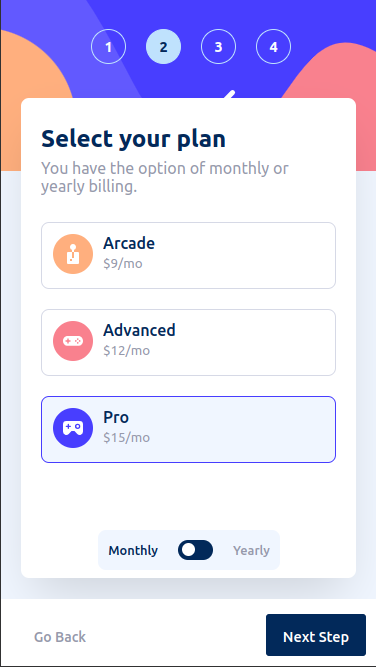 1 2 3 4
Select your plan
You have the option of monthly or
yearly billing.
Arcade
$9/mo
Advanced
$12/mo
Pro
$15/mo
Monthly Yearly
Go Back Next Step